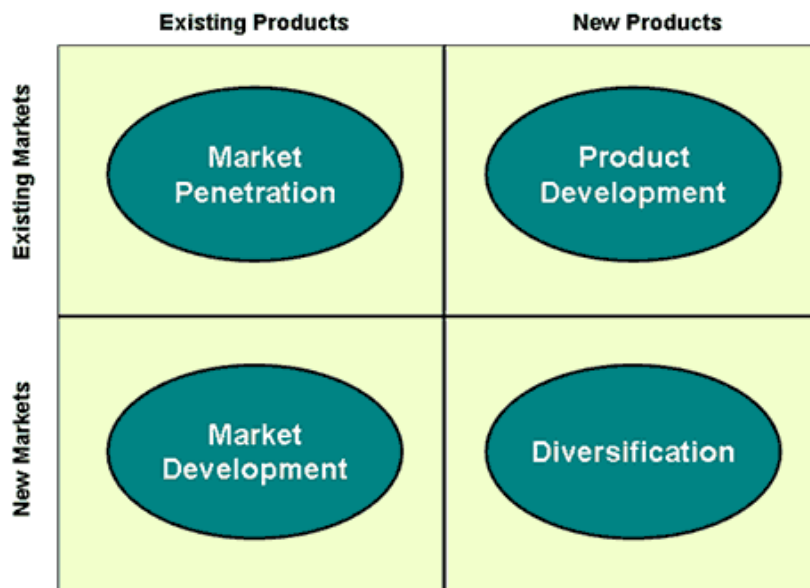 Existing Products
New Products
Existing Markets
Market
Penetration
Product
Development
New Markets
Market
Development
Diversification